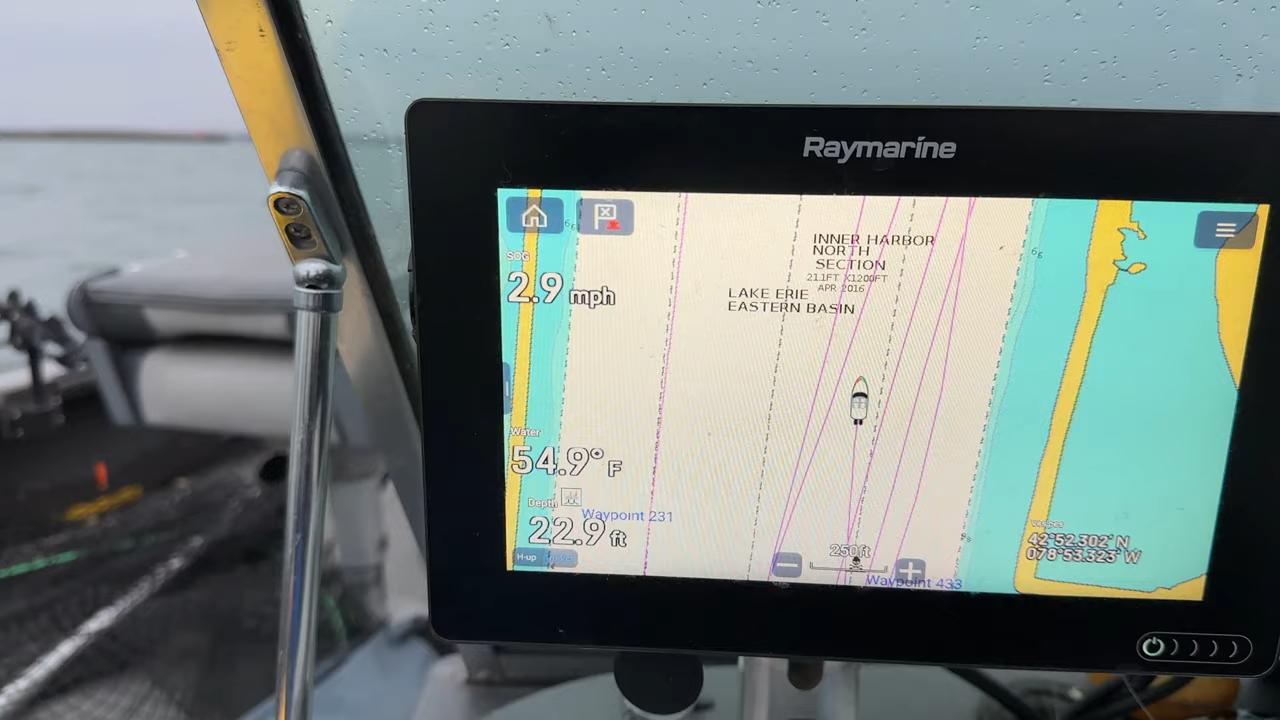 Raymarine
SOG
2.9 mph
INNER HARBOR
NORTH
SECTION
21.1FT X1200FT
APR 2016
LAKE ERIE
EASTERN BASIN
Water
54.9°F
Depth
22.9 ft
Waypoint 231
H-up
250ft
Waypoint 433
42°52.302' N
078°53.323' W